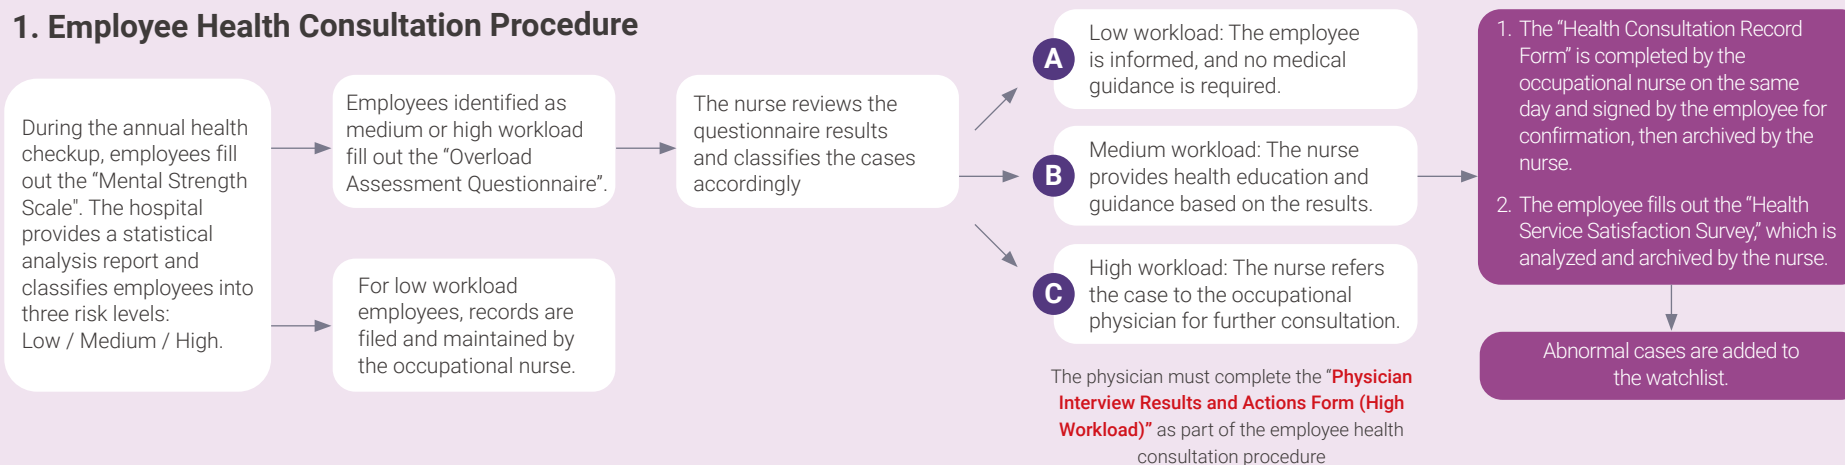 1. Employee Health Consultation Procedure
During the annual health
checkup, employees fill
out the “Mental Strength
Scale". The hospital
provides a statistical
analysis report and
classifies employees into
three risk levels:
Low / Medium / High.
Employees identified as
medium or high workload
fill out the “Overload
Assessment Questionnaire”.
For low workload
employees, records are
filed and maintained by
the occupational nurse.
The nurse reviews the
questionnaire results
and classifies the cases
accordingly
A
Low workload: The employee
is informed, and no medical
guidance is required.
B
Medium workload: The nurse
provides health education and
guidance based on the results.
C
High workload: The nurse refers
the case to the occupational
physician for further consultation.
The physician must complete the “Physician
Interview Results and Actions Form (High
Workload)” as part of the employee health
consultation procedure
1. The “Health Consultation Record
Form” is completed by the
occupational nurse on the same
day and signed by the employee for
confirmation, then archived by the
nurse.
2. The employee fills out the “Health
Service Satisfaction Survey,” which is
analyzed and archived by the nurse.
Abnormal cases are added to
the watchlist.